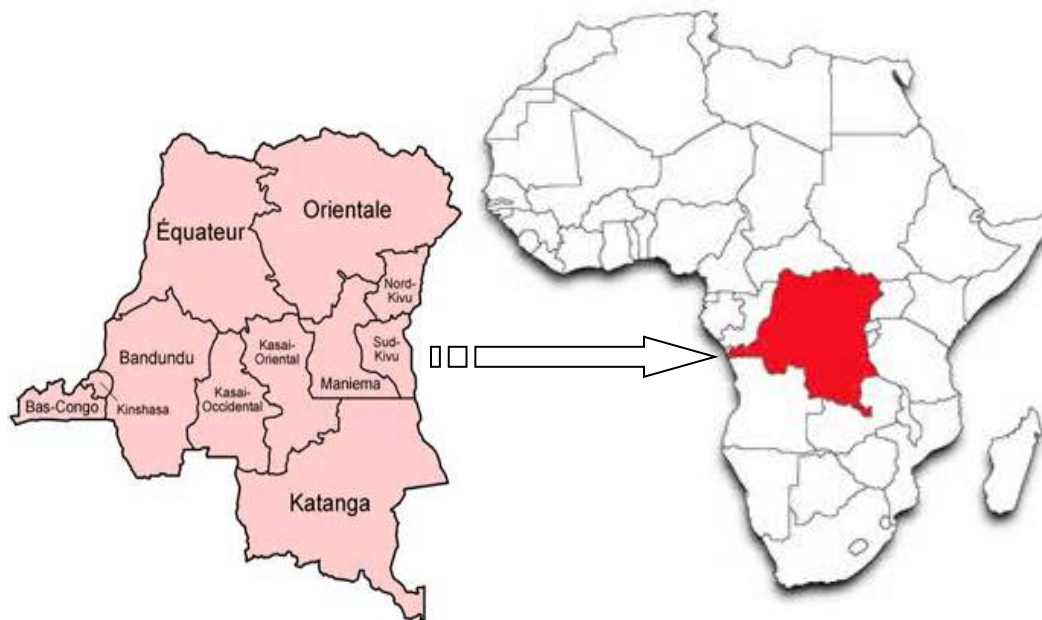 Orientale
Équateur
Nord-
Kivu
Bandundu
Kasai-
Oriental
Sud-
Kivu
Maniema
Kasai-
Occidental
Bas-Congo
Kinshasa
Katanga